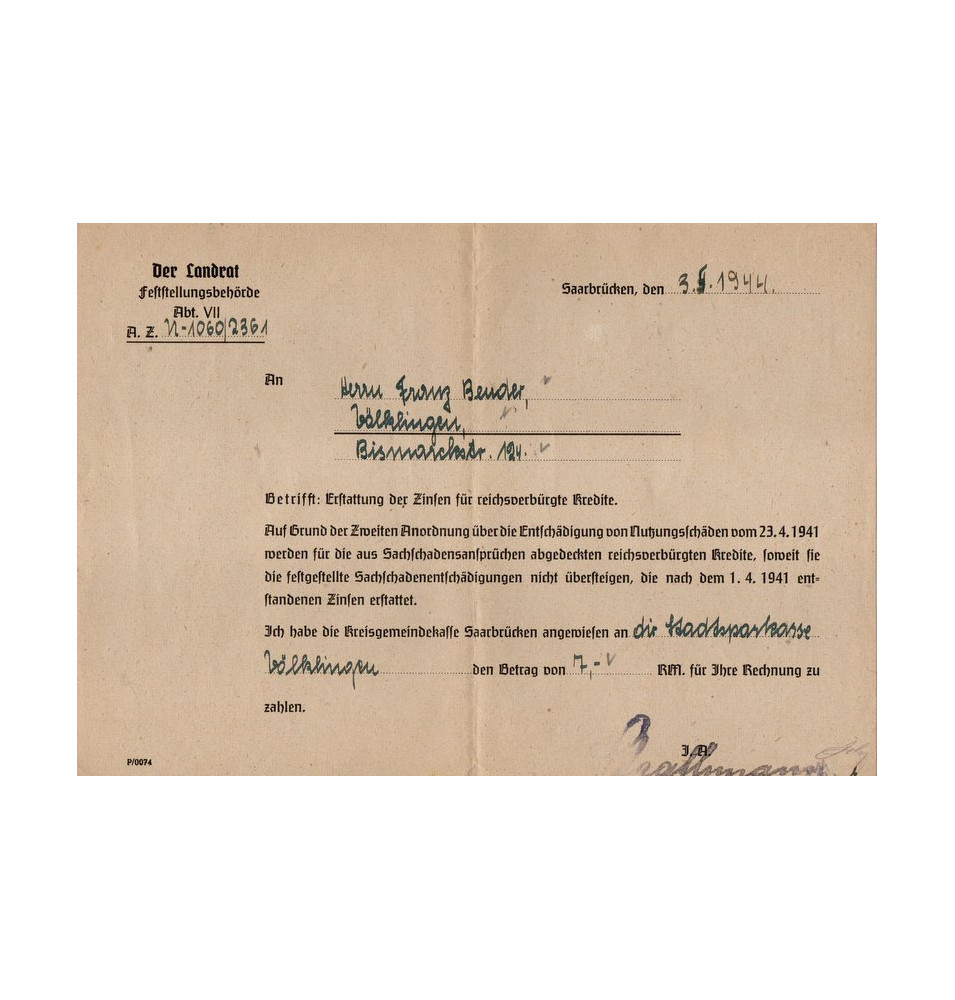 Der Landrat
Feststellungsbehörde
Abt. VII
A. Z. N-1060/2361
Saarbrücken, den 3. 1944.
An
Herrn Franz Bender,
Völklingen,
Bismarckstr. 124.
Betrifft: Erstattung der Zinsen für reichsverbürgte Kredite.
Auf Grund der Zweiten Anordnung über die Entschädigung von Nutzungsschäden vom 23. 4. 1941
werden für die aus Sachschadensansprüchen abgedeckten reichsverbürgten Kredite, soweit sie
die festgestellte Sachschadenentschädigungen nicht übersteigen, die nach dem 1. 4. 1941 ent-
standenen Zinsen erstattet.
Ich habe die Kreisgemeindekasse Saarbrücken angewiesen an die Stadtsparkasse
Völklingen den Betrag von 7,- RM. für Ihre Rechnung zu
zahlen.
I. A.
P/0074